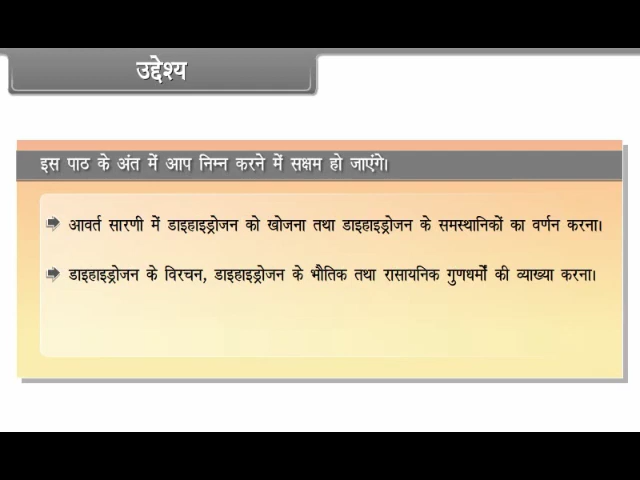 उद्देश्य
इस पाठ के अंत में आप निम्न करने में सक्षम हो जाएंगे।
आवर्त सारणी में डाइहाइड्रोजन को खोजना तथा डाइहाइड्रोजन के समस्थानिकों का वर्णन करना।
डाइहाइड्रोजन के विरचन, डाइहाइड्रोजन के भौतिक तथा रासायनिक गुणधर्मों की व्याख्या करना।